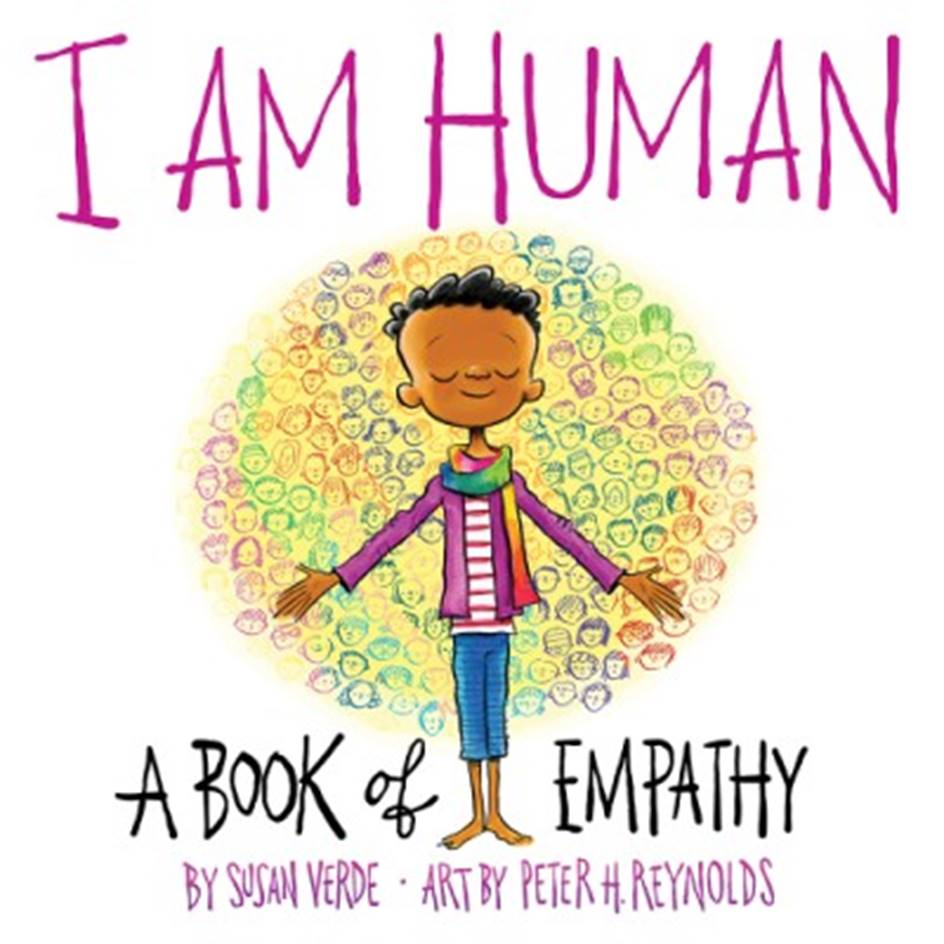 I AM HUMAN
A BOOK of EMPATHY
BY SUSAN VERDE · ART BY PETER H. REYNOLDS